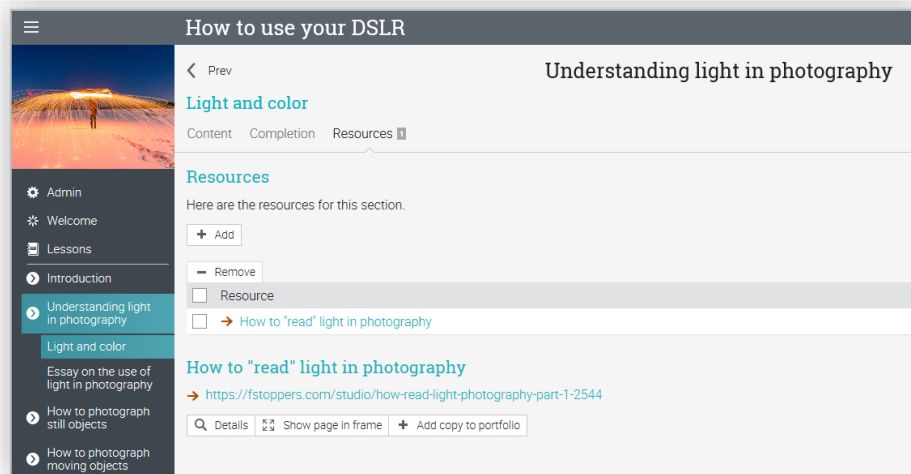 How to use your DSLR
Prev
Understanding light in photography
Light and color
Content Completion Resources 1
Resources
Here are the resources for this section.
+ Add
− Remove
Resource
How to "read" light in photography
How to "read" light in photography
https://fstoppers.com/studio/how-read-light-photography-part-1-2544
Details Show page in frame + Add copy to portfolio
Admin
Welcome
Lessons
Introduction
Understanding light
in photography
Light and color
Essay on the use of
light in photography
How to photograph
still objects
How to photograph
moving objects